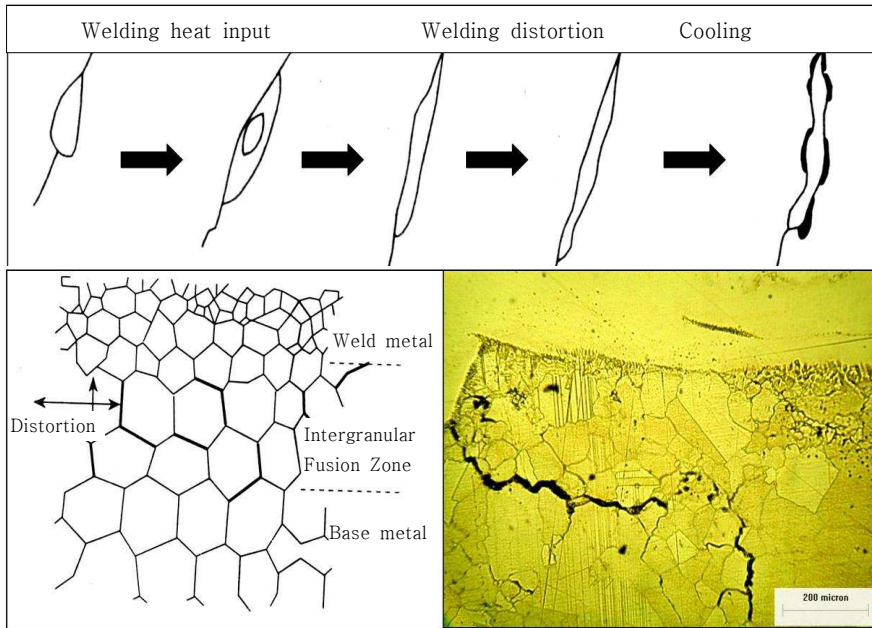 Welding heat input
Welding distortion
Cooling
Weld metal
Distortion
Intergranular
Fusion Zone
Base metal
200 micron